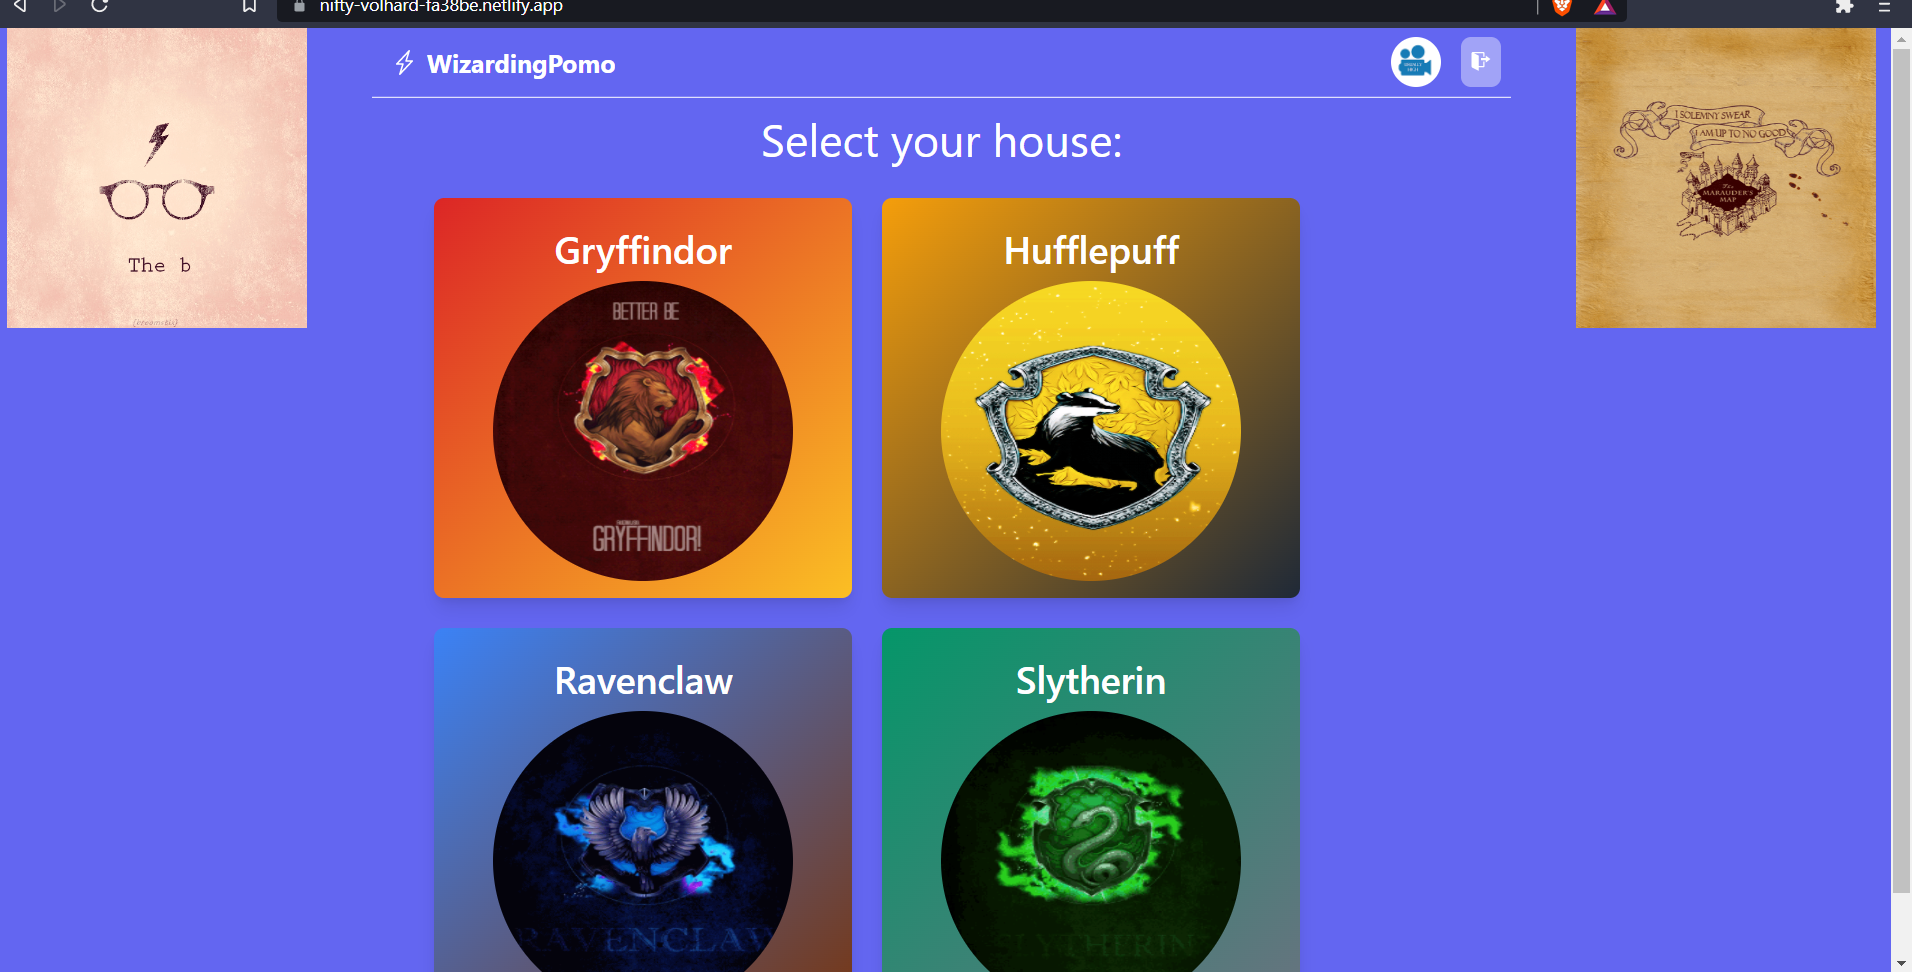 nifty-volhard-fa38be.netlify.app
WizardingPomo
Select your house:
The b
I SOLEMNY SWEAR
I AM UP TO NO GOOD
The
MARAUDER'S
MAP
Gryffindor
BETTER BE
GRYFFINDOR!
Hufflepuff
Ravenclaw
RAVENCLAW
Slytherin
SLYTHERIN